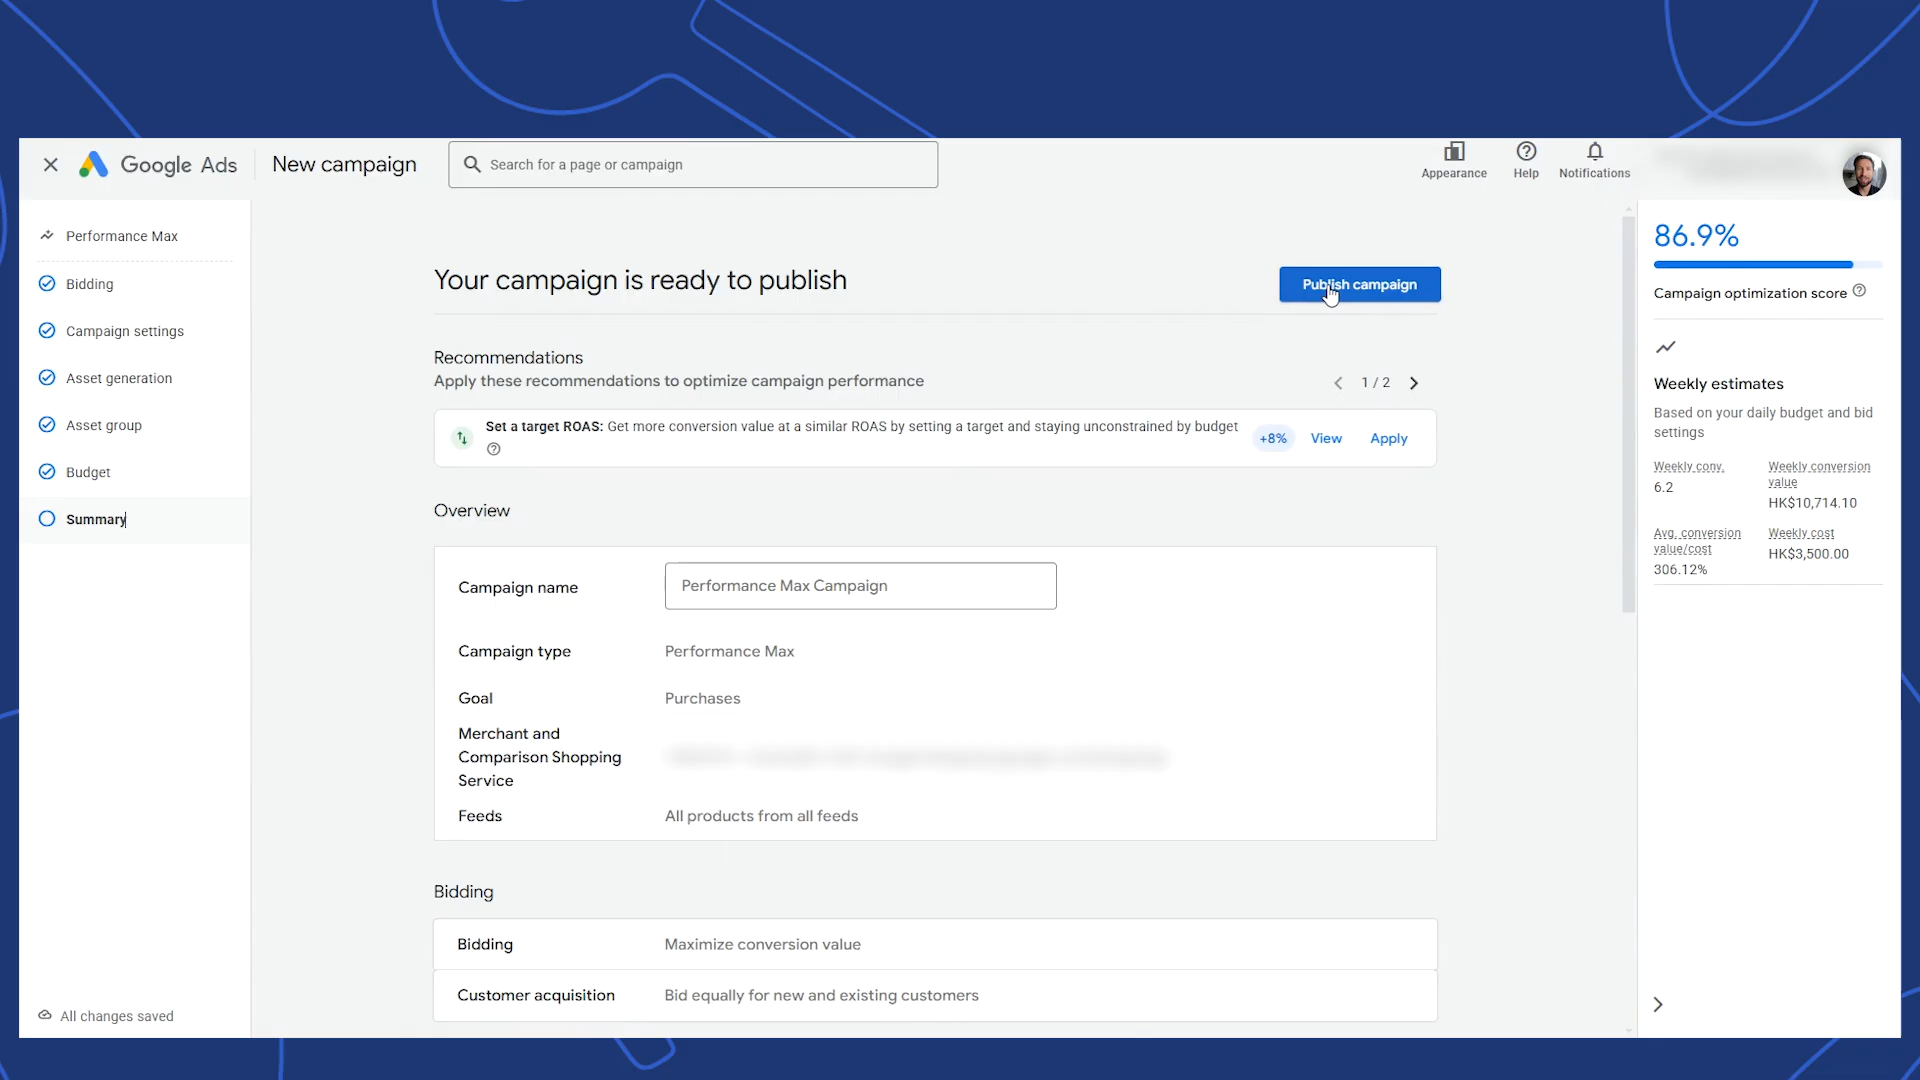 Google Ads
New campaign
Search for a page or campaign
Appearance
Help
Notifications
Performance Max
Bidding
Campaign settings
Asset generation
Asset group
Budget
Summary
All changes saved
Your campaign is ready to publish
Publish campaign
Recommendations
Apply these recommendations to optimize campaign performance
1 / 2
Set a target ROAS: Get more conversion value at a similar ROAS by setting a target and staying unconstrained by budget
+8%
View
Apply
Overview
Campaign name
Performance Max Campaign
Campaign type
Performance Max
Goal
Purchases
Merchant and
Comparison Shopping
Service
Feeds
All products from all feeds
Bidding
Bidding
Maximize conversion value
Customer acquisition
Bid equally for new and existing customers
86.9%
Campaign optimization score
Weekly estimates
Based on your daily budget and bid
settings
Weekly conv.
6.2
Weekly conversion
value
HK$10,714.10
Avg. conversion
value/cost
306.12%
Weekly cost
HK$3,500.00